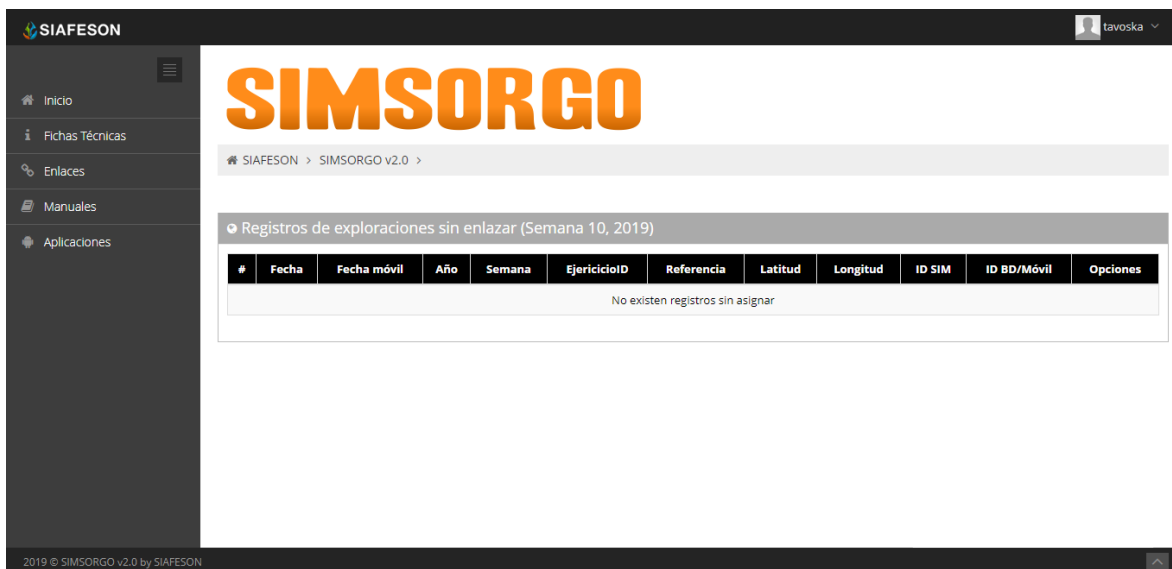 SIAFESON
tavoska
Inicio
Fichas Técnicas
Enlaces
Manuales
Aplicaciones
SIMSORGO
SIAFESON > SIMSORGO v2.0 >
Registros de exploraciones sin enlazar (Semana 10, 2019)
# Fecha Fecha móvil Año Semana EjericicioID Referencia Latitud Longitud ID SIM ID BD/Móvil Opciones
No existen registros sin asignar
2019 © SIMSORGO v2.0 by SIAFESON